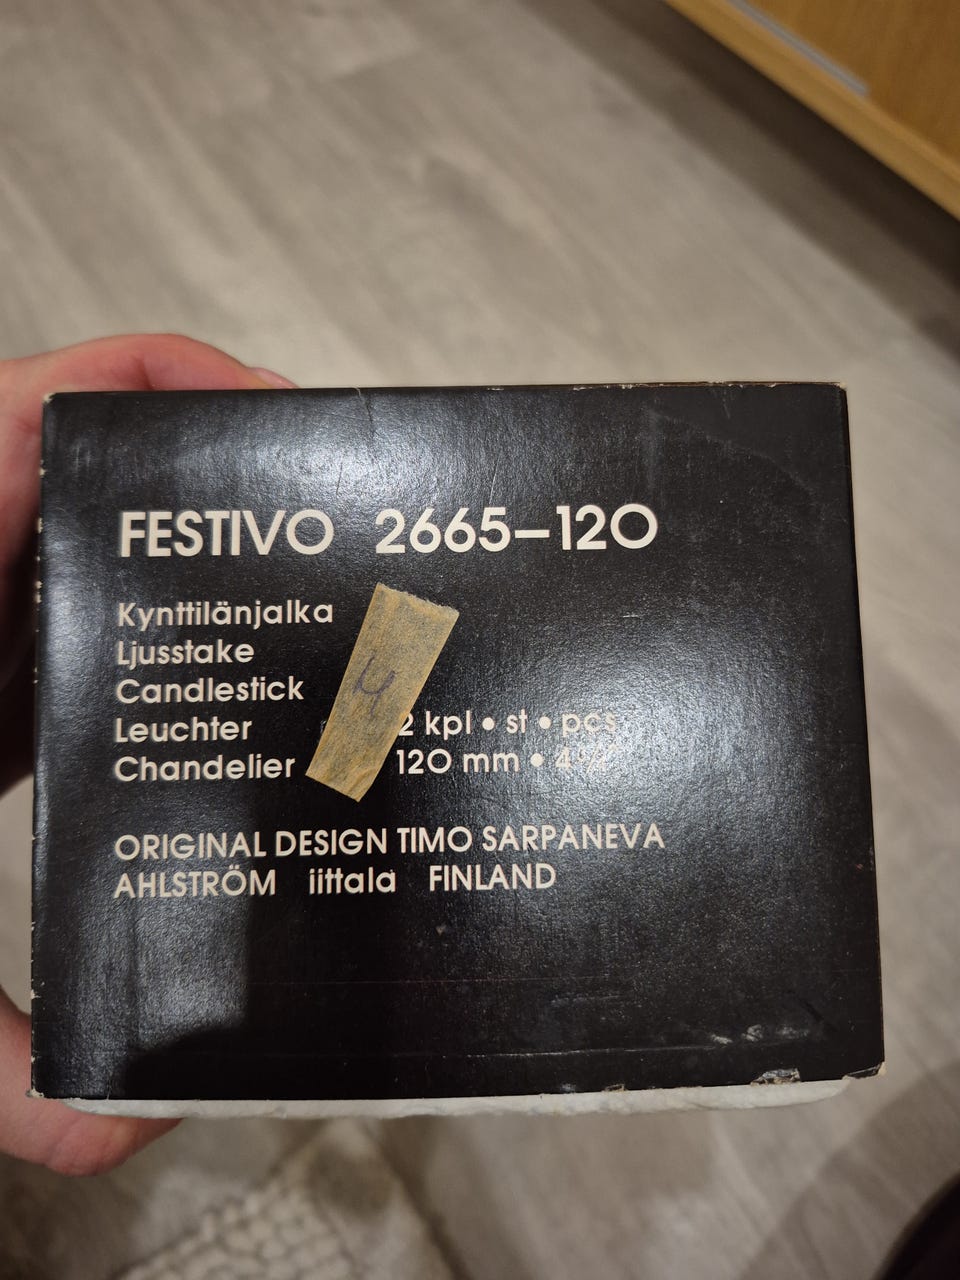 FESTIVO 2665-120
Kynttilänjalka
Ljusstake
Candlestick
Leuchter 2 kpl • st • pcs
Chandelier 120 mm •
ORIGINAL DESIGN TIMO SARPANEVA
AHLSTRÖM iittala FINLAND